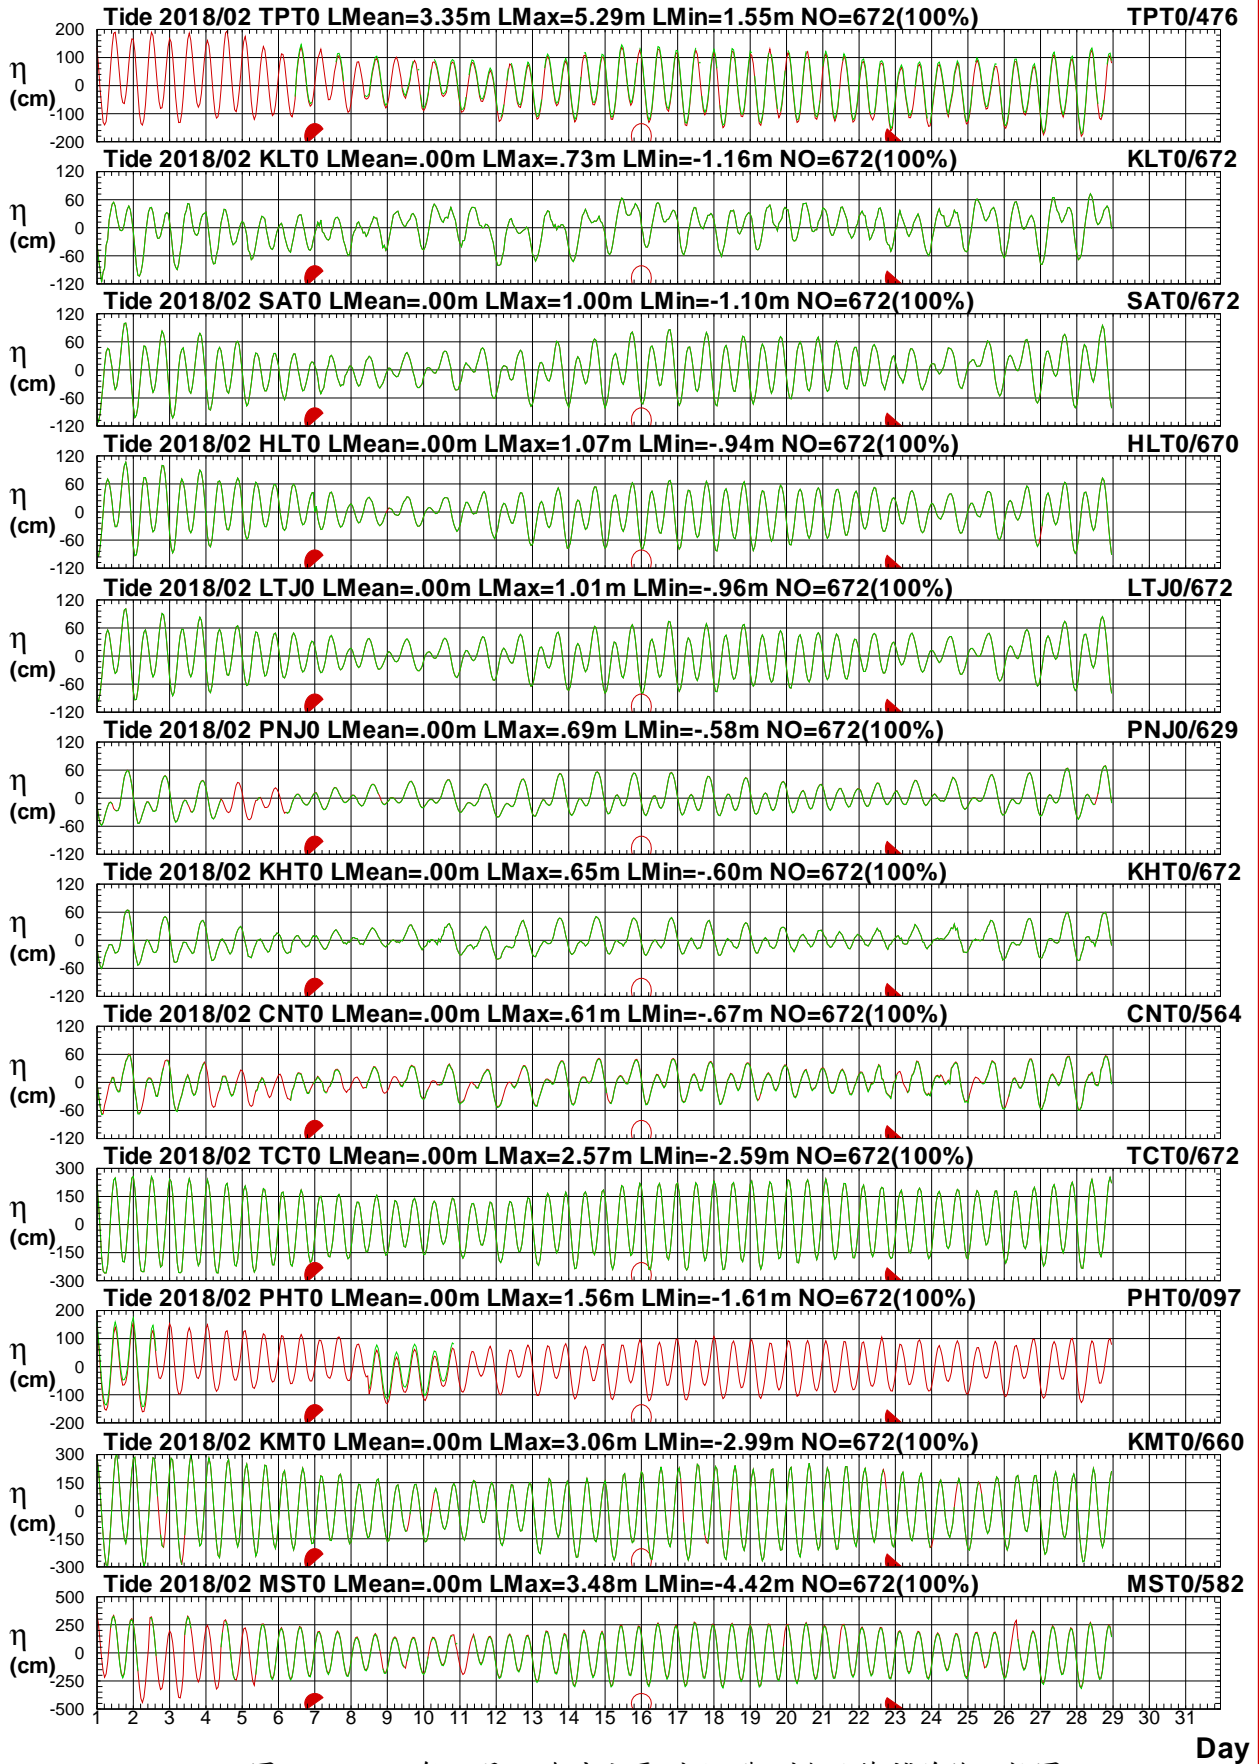 Tide 2018/02 TPT0 LMean=3.35m LMax=5.29m LMin=1.55m NO=672(100%) TPT0/476
200
100
0
-100
-200
η
(cm)
Tide 2018/02 KLT0 LMean=.00m LMax=.73m LMin=-1.16m NO=672(100%) KLT0/672
120
60
0
-60
-120
η
(cm)
Tide 2018/02 SAT0 LMean=.00m LMax=1.00m LMin=-1.10m NO=672(100%) SAT0/672
120
60
0
-60
-120
η
(cm)
Tide 2018/02 HLT0 LMean=.00m LMax=1.07m LMin=-.94m NO=672(100%) HLT0/670
120
60
0
-60
-120
η
(cm)
Tide 2018/02 LTJ0 LMean=.00m LMax=1.01m LMin=-.96m NO=672(100%) LTJ0/672
120
60
0
-60
-120
η
(cm)
Tide 2018/02 PNJ0 LMean=.00m LMax=.69m LMin=-.58m NO=672(100%) PNJ0/629
120
60
0
-60
-120
η
(cm)
Tide 2018/02 KHT0 LMean=.00m LMax=.65m LMin=-.60m NO=672(100%) KHT0/672
120
60
0
-60
-120
η
(cm)
Tide 2018/02 CNT0 LMean=.00m LMax=.61m LMin=-.67m NO=672(100%) CNT0/564
120
60
0
-60
-120
η
(cm)
Tide 2018/02 TCT0 LMean=.00m LMax=2.57m LMin=-2.59m NO=672(100%) TCT0/672
300
150
0
-150
-300
η
(cm)
Tide 2018/02 PHT0 LMean=.00m LMax=1.56m LMin=-1.61m NO=672(100%) PHT0/097
200
100
0
-100
-200
η
(cm)
Tide 2018/02 KMT0 LMean=.00m LMax=3.06m LMin=-2.99m NO=672(100%) KMT0/660
300
150
0
-150
-300
η
(cm)
Tide 2018/02 MST0 LMean=.00m LMax=3.48m LMin=-4.42m NO=672(100%) MST0/582
500
250
0
-250
-500
η
(cm)
1 2 3 4 5 6 7 8 9 10 11 12 13 14 15 16 17 18 19 20 21 22 23 24 25 26 27 28 29 30 31
Day